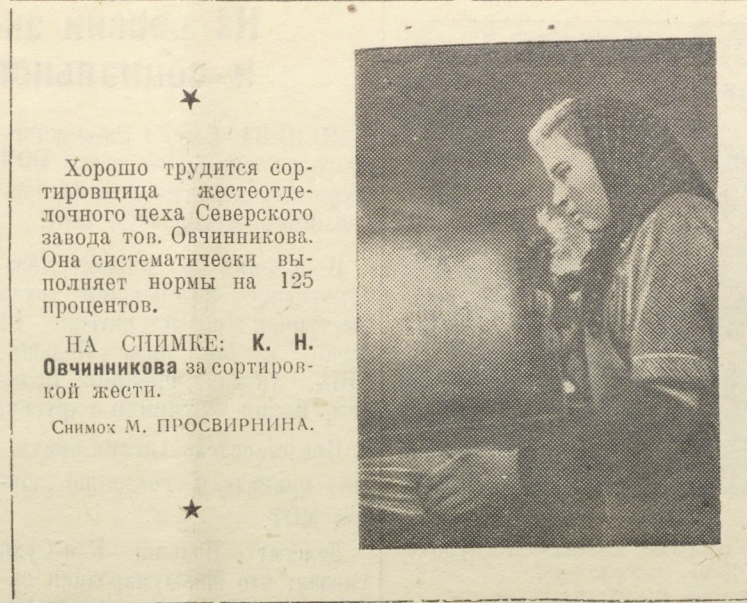 Хорошо трудится сор-
тировщица жестеотде-
лочного цеха Северского
завода тов. Овчинникова.
Она систематически вы-
полняет нормы на 125
процентов.
НА СНИМКЕ: К. Н.
Овчинникова за сортиров-
кой жести.
Снимок М. ПРОСВИРНИНА.